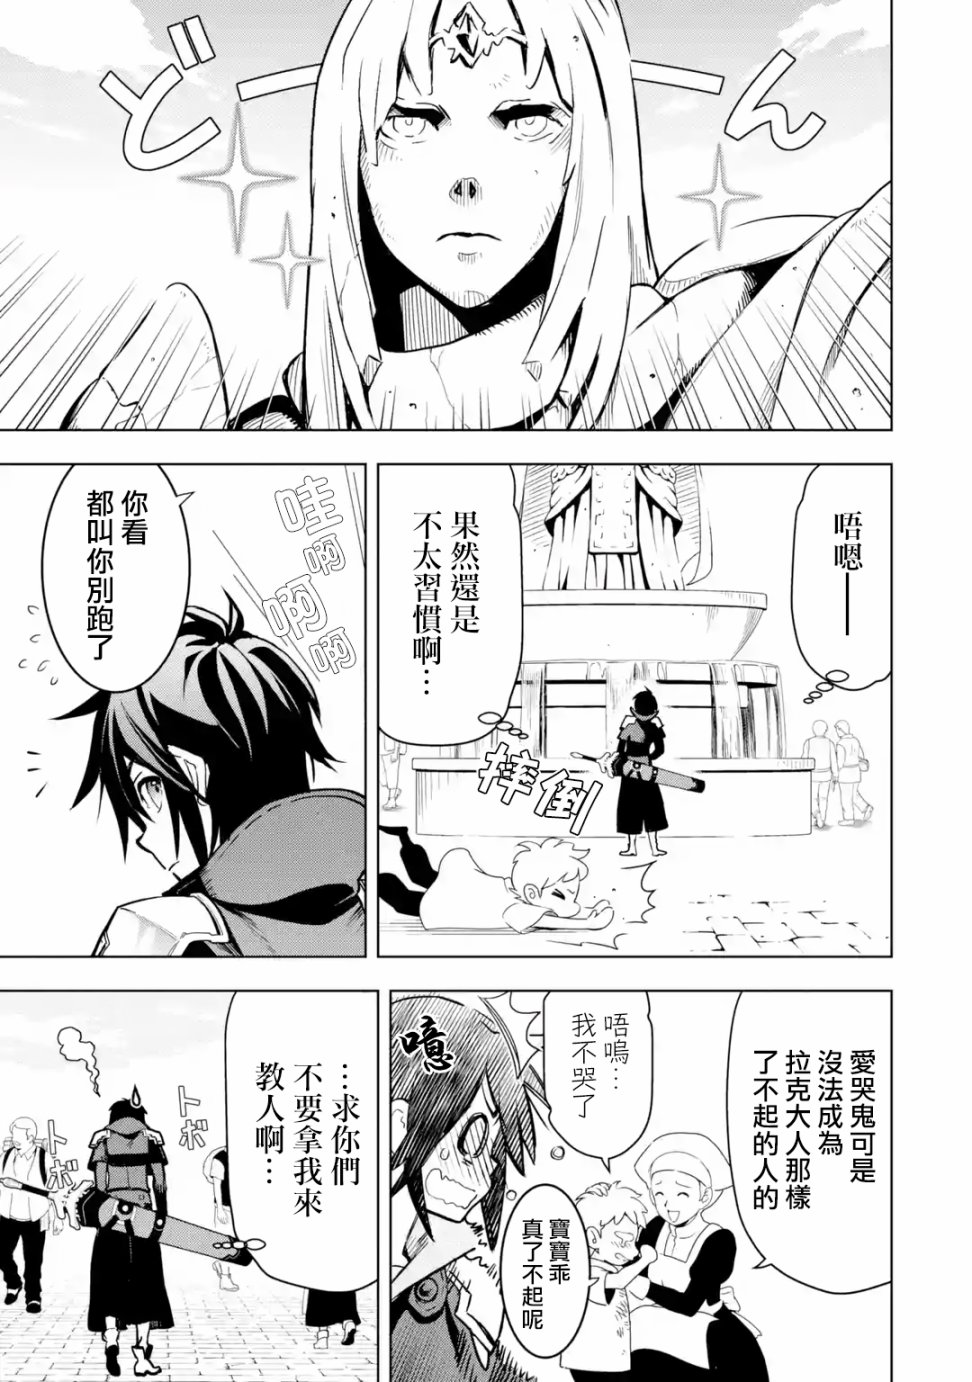 どーん
唔嗯——
果然還是
不太習慣啊…
摔倒
哇啊
啊啊
你看
都叫你別跑了
愛哭鬼可是
沒法成為
拉克大人那樣
了不起的人的
唔嗚…
我不哭了
寶寶乖
真了不起呢
噫
…求你們
不要拿我來
教人啊…
トボ
トボ